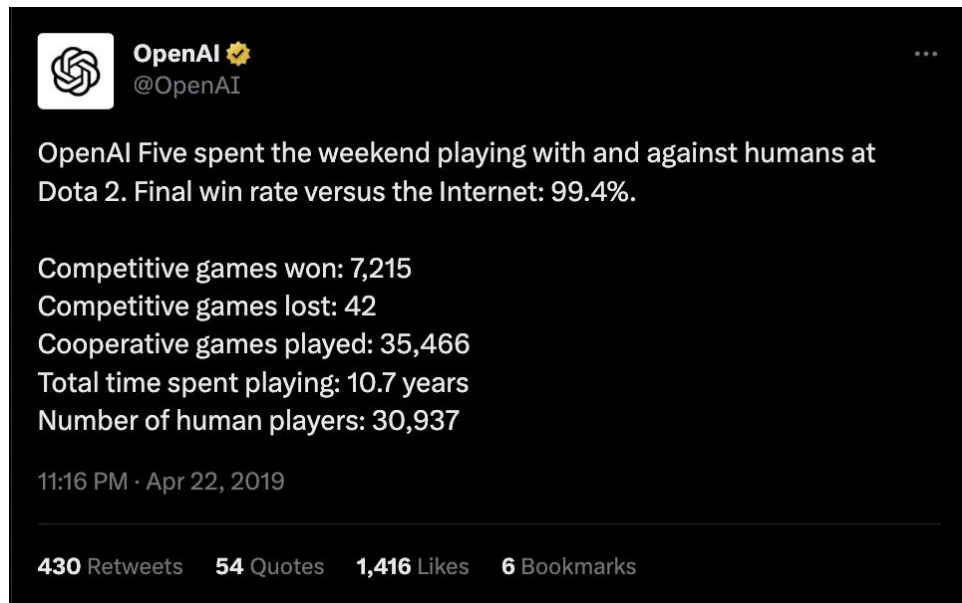 OpenAI
@OpenAI
OpenAI Five spent the weekend playing with and against humans at
Dota 2. Final win rate versus the Internet: 99.4%.
Competitive games won: 7,215
Competitive games lost: 42
Cooperative games played: 35,466
Total time spent playing: 10.7 years
Number of human players: 30,937
11:16 PM · Apr 22, 2019
430 Retweets 54 Quotes 1,416 Likes 6 Bookmarks